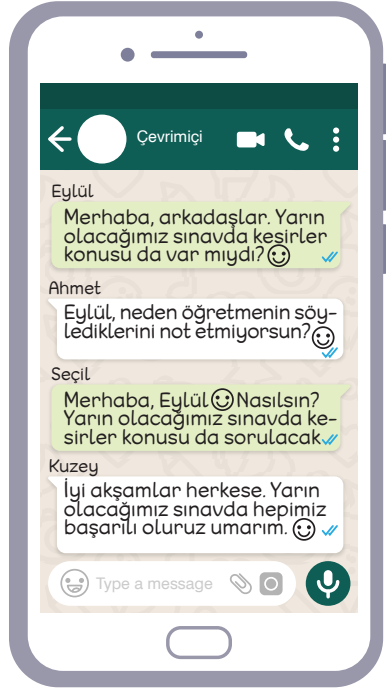 Çevrimiçi
Eylül
Merhaba, arkadaşlar. Yarın
olacağımız sınavda kesirler
konusu da var mıydı?
Ahmet
Eylül, neden öğretmenin söy-
lediklerini not etmiyorsun?
Seçil
Merhaba, Eylül Nasılsın?
Yarın olacağımız sınavda ke-
sirler konusu da sorulacak
Kuzey
İyi akşamlar herkese. Yarın
olacağımız sınavda hepimiz
başarılı oluruz umarım.
Type a message